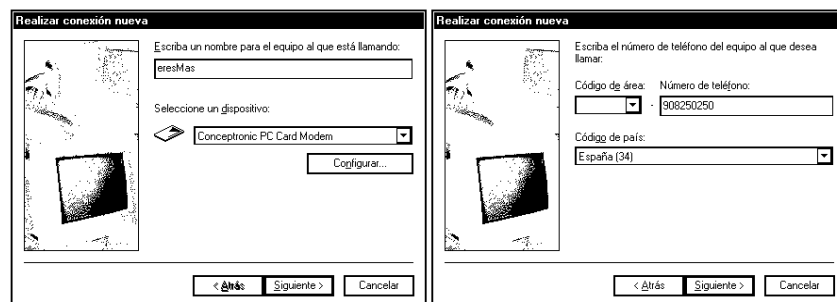 Realizar conexión nueva
Escriba un nombre para el equipo al que está llamando:
eresMas
Seleccione un dispositivo:
Conceptronic PC Card Modem
Configurar...
< Atrás
Siguiente >
Cancelar
Realizar conexión nueva
Escriba el número de teléfono del equipo al que desea
llamar:
Código de área: Número de teléfono:
- 908250250
Código de país:
España (34)
< Atrás
Siguiente >
Cancelar